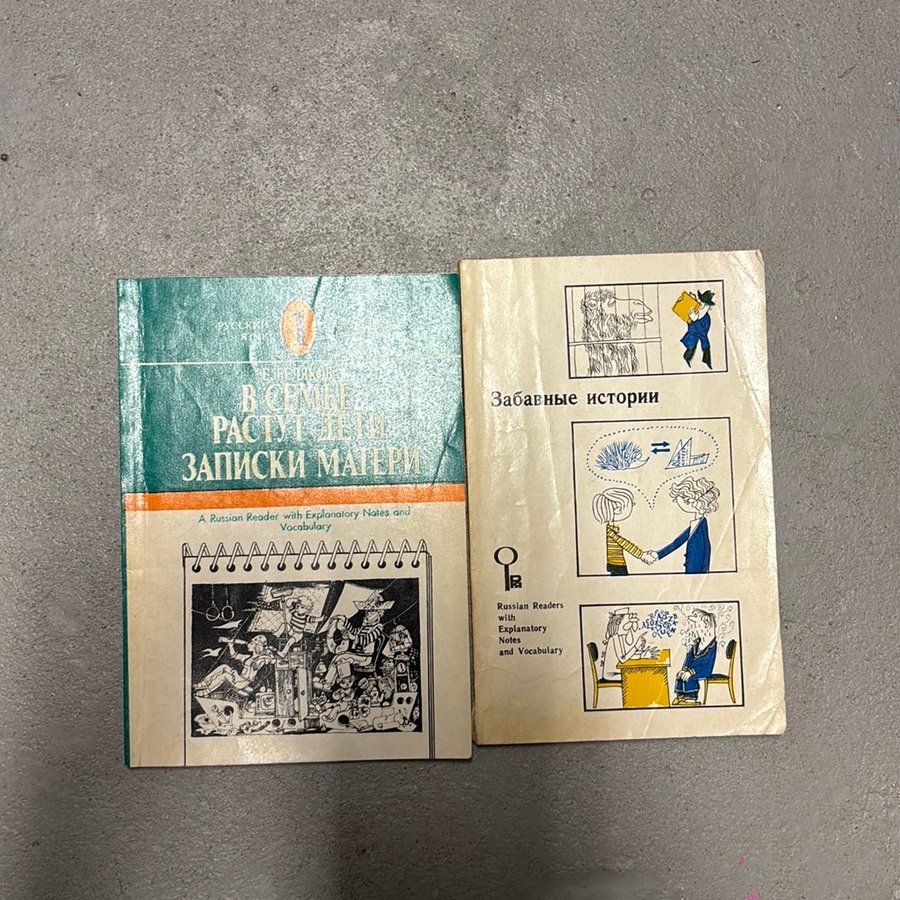 РУССКИЙ
ЯЗЫК
В СЕМЬЕ
РАСТУТ ДЕТИ.
ЗАПИСКИ МАТЕРИ
A Russian Reader with Explanatory Notes and
Vocabulary
Забавные истории
Russian Readers
with
Explanatory
Notes
and Vocabulary